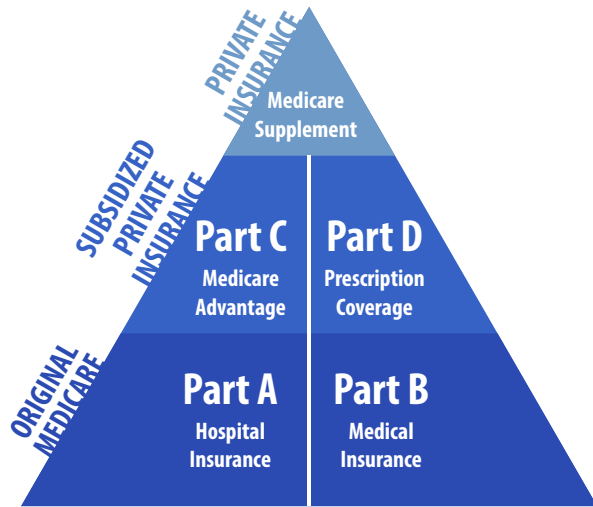 PRIVATE
INSURANCE
Medicare
Supplement
SUBSIDIZED
PRIVATE
INSURANCE
Part C
Medicare
Advantage
Part D
Prescription
Coverage
ORIGINAL
MEDICARE
Part A
Hospital
Insurance
Part B
Medical
Insurance